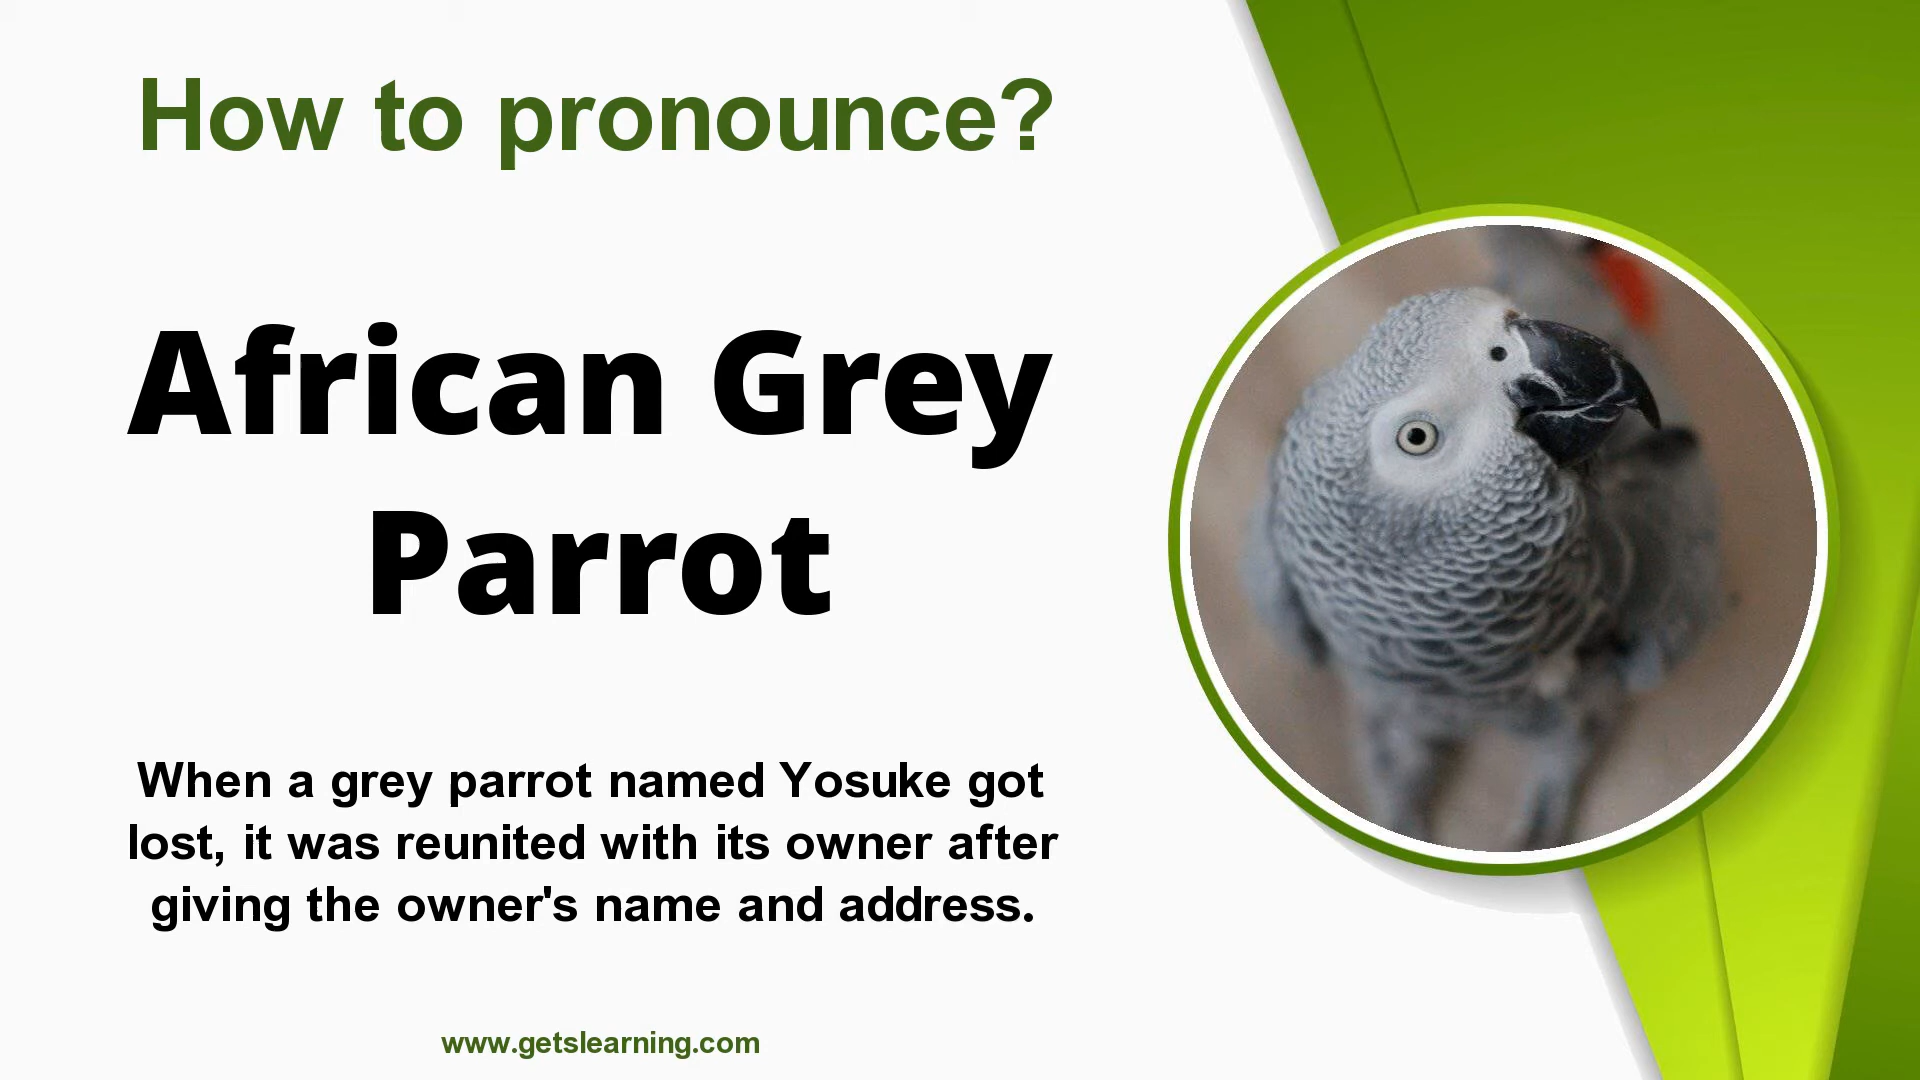 How to pronounce?
African Grey
Parrot
When a grey parrot named Yosuke got
lost, it was reunited with its owner after
giving the owner's name and address.
www.getslearning.com